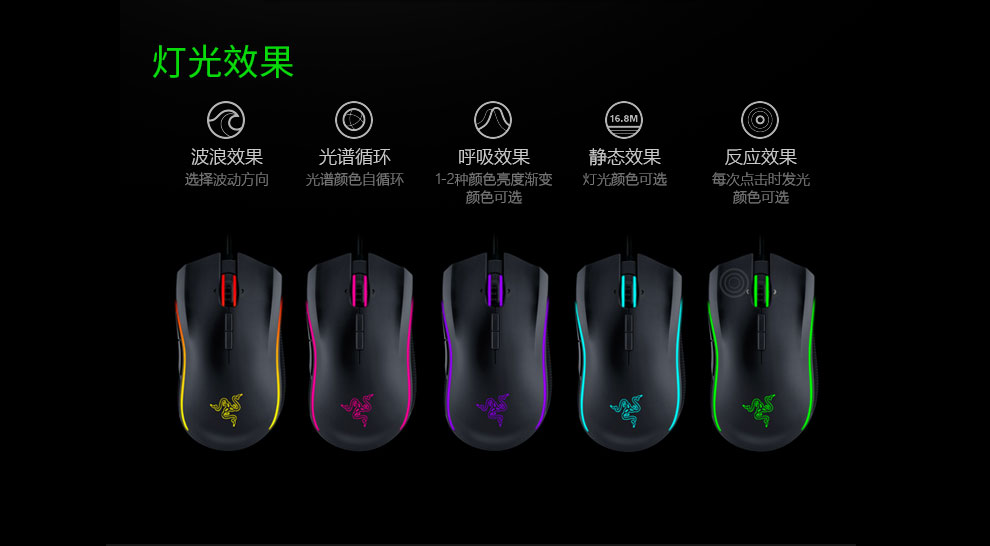 灯光效果
波浪效果
选择波动方向
光谱循环
光谱颜色自循环
呼吸效果
1-2种颜色亮度渐变
颜色可选
16.8M
静态效果
灯光颜色可选
反应效果
每次点击时发光
颜色可选